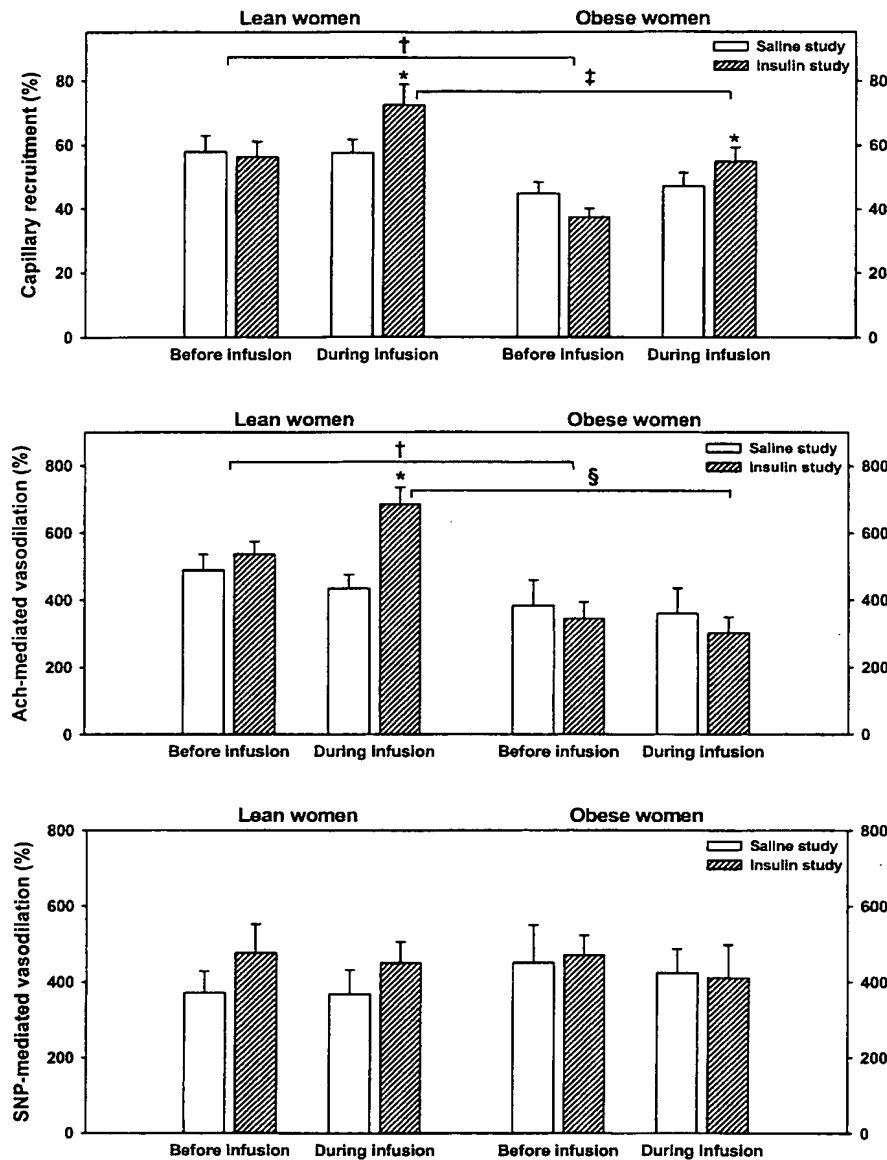 Lean women Obese women
Capillary recruitment (%)
Saline study
Insulin study
†
‡
*
*
80 80
60 60
40 40
20 20
0 0
Before infusion During infusion Before infusion During infusion
Lean women Obese women
Ach-mediated vasodilation (%)
Saline study
Insulin study
†
§
*
800 800
600 600
400 400
200 200
0 0
Before infusion During infusion Before infusion During infusion
Lean women Obese women
SNP-mediated vasodilation (%)
800 800
Saline study
Insulin study
600 600
400 400
200 200
0 0
Before infusion During infusion Before infusion During infusion